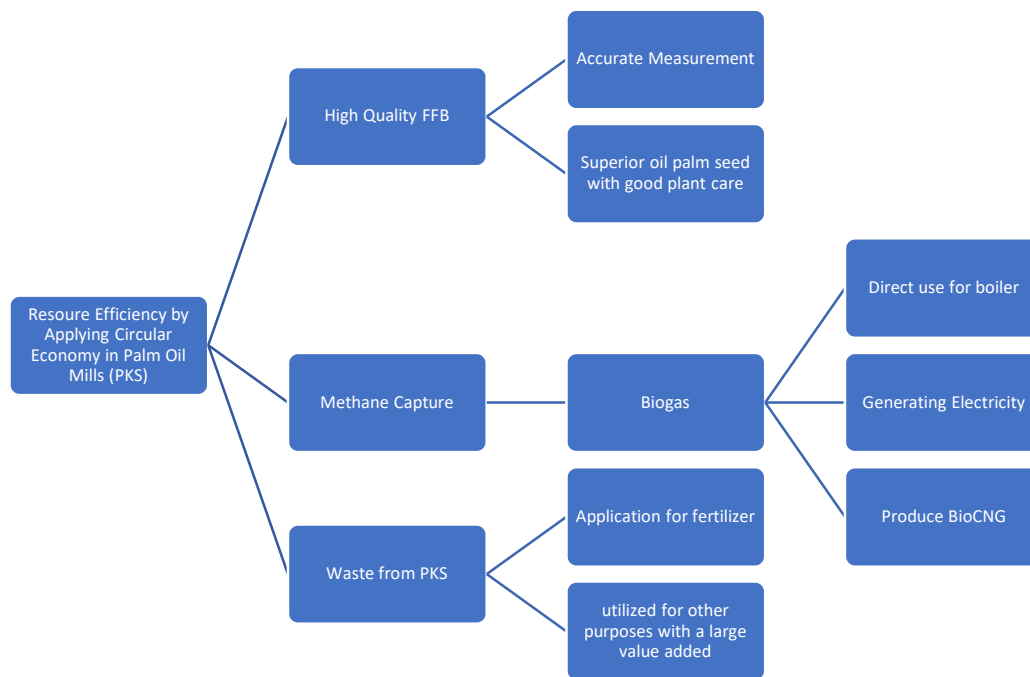 Resoure Efficiency by
Applying Circular
Economy in Palm Oil
Mills (PKS)
High Quality FFB
Accurate Measurement
Superior oil palm seed
with good plant care
Methane Capture
Biogas
Direct use for boiler
Generating Electricity
Produce BioCNG
Waste from PKS
Application for fertilizer
utilized for other
purposes with a large
value added